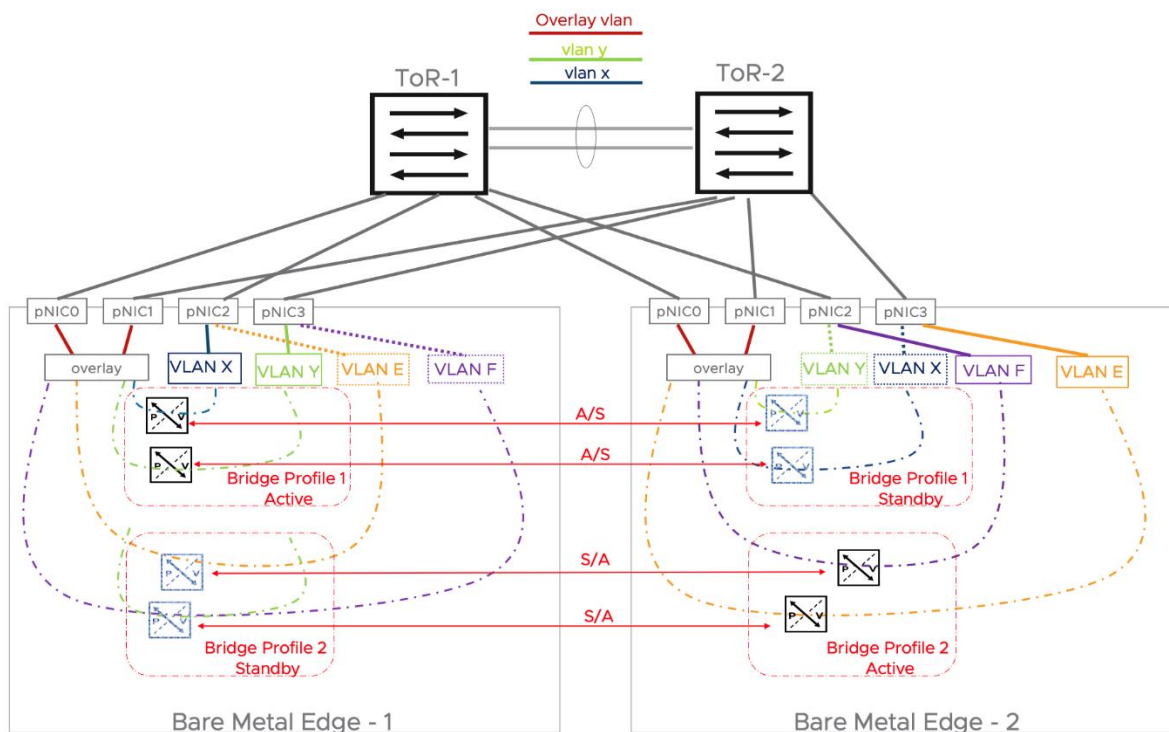 Overlay vlan
vlan y
vlan x
ToR-1
ToR-2
pNIC0
pNIC1
pNIC2
pNIC3
pNIC0
pNIC1
pNIC2
pNIC3
overlay
VLAN X
VLAN Y
VLAN E
VLAN F
overlay
VLAN Y
VLAN X
VLAN F
VLAN E
P V
A/S
P V
P V
A/S
P V
Bridge Profile 1
Active
Bridge Profile 1
Standby
P V
S/A
P V
P V
S/A
P V
Bridge Profile 2
Standby
Bridge Profile 2
Active
Bare Metal Edge - 1
Bare Metal Edge - 2